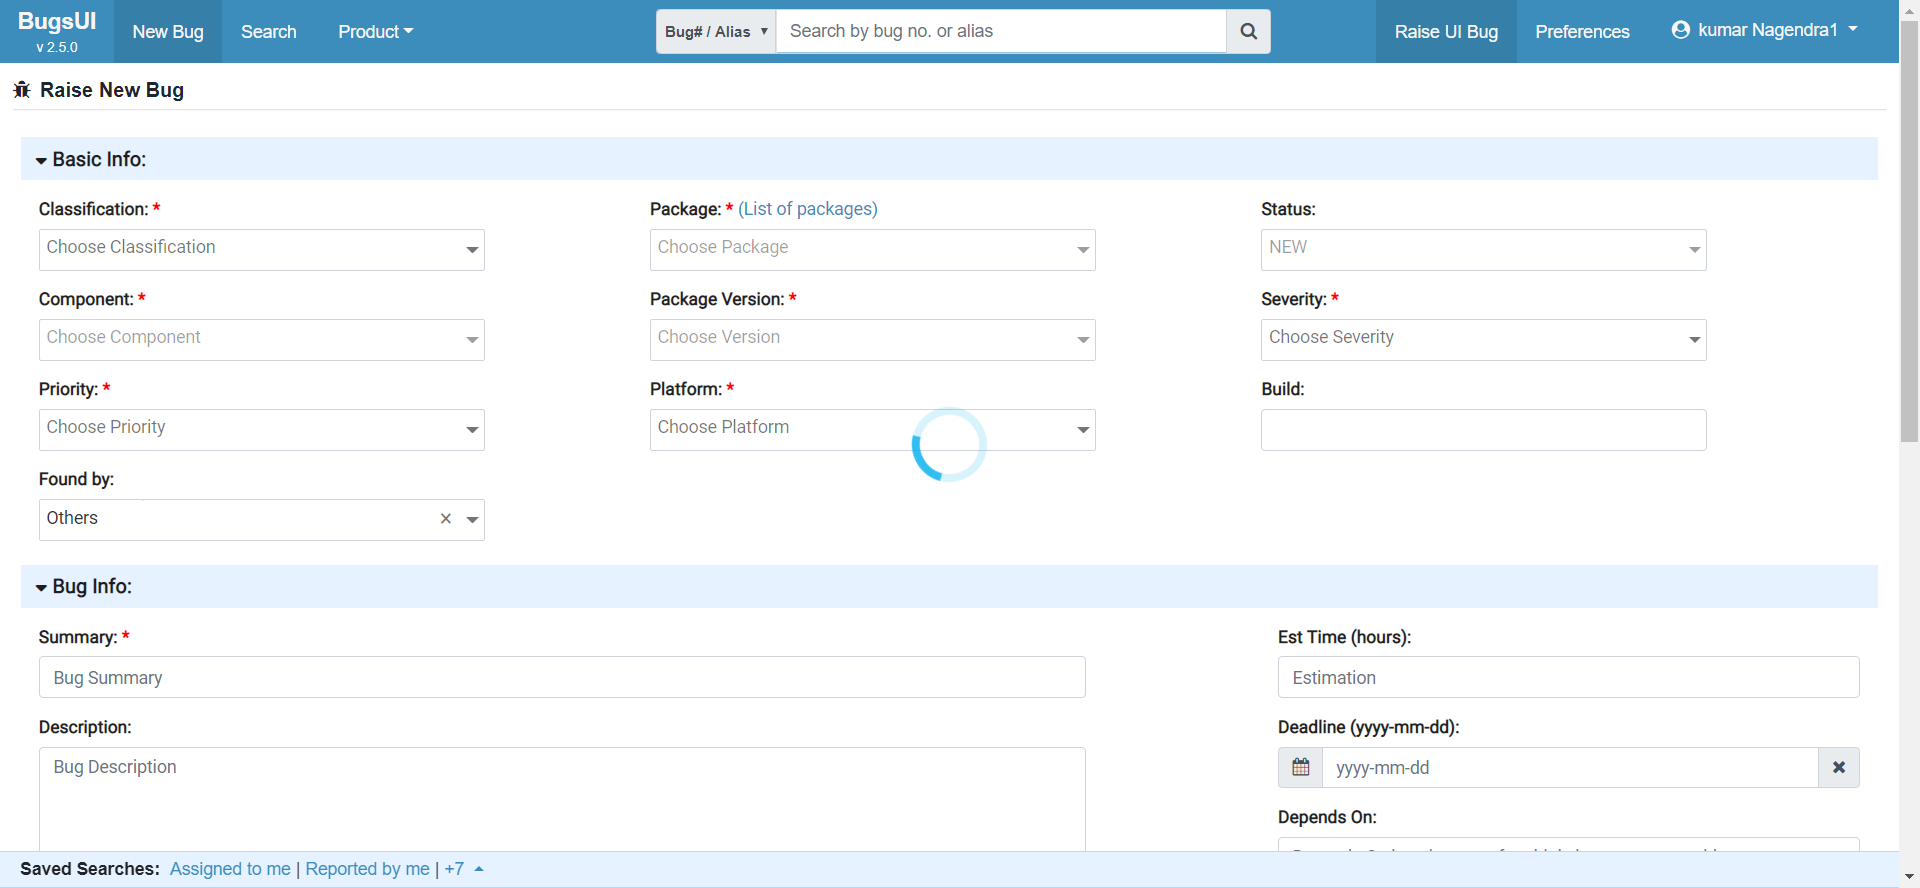 BugsUI
v 2.5.0
New Bug
Search
Product
Bug# / Alias
Search by bug no. or alias
Raise UI Bug
Preferences
kumar Nagendra1
Raise New Bug
Basic Info:
Classification: *
Package: * (List of packages)
Status:
Choose Classification
Choose Package
NEW
Component: *
Package Version: *
Severity: *
Choose Component
Choose Version
Choose Severity
Priority: *
Platform: *
Build:
Choose Priority
Choose Platform
Found by:
Others
Bug Info:
Summary: *
Est Time (hours):
Bug Summary
Estimation
Description:
Deadline (yyyy-mm-dd):
Bug Description
yyyy-mm-dd
Depends On:
Saved Searches: Assigned to me | Reported by me | +7